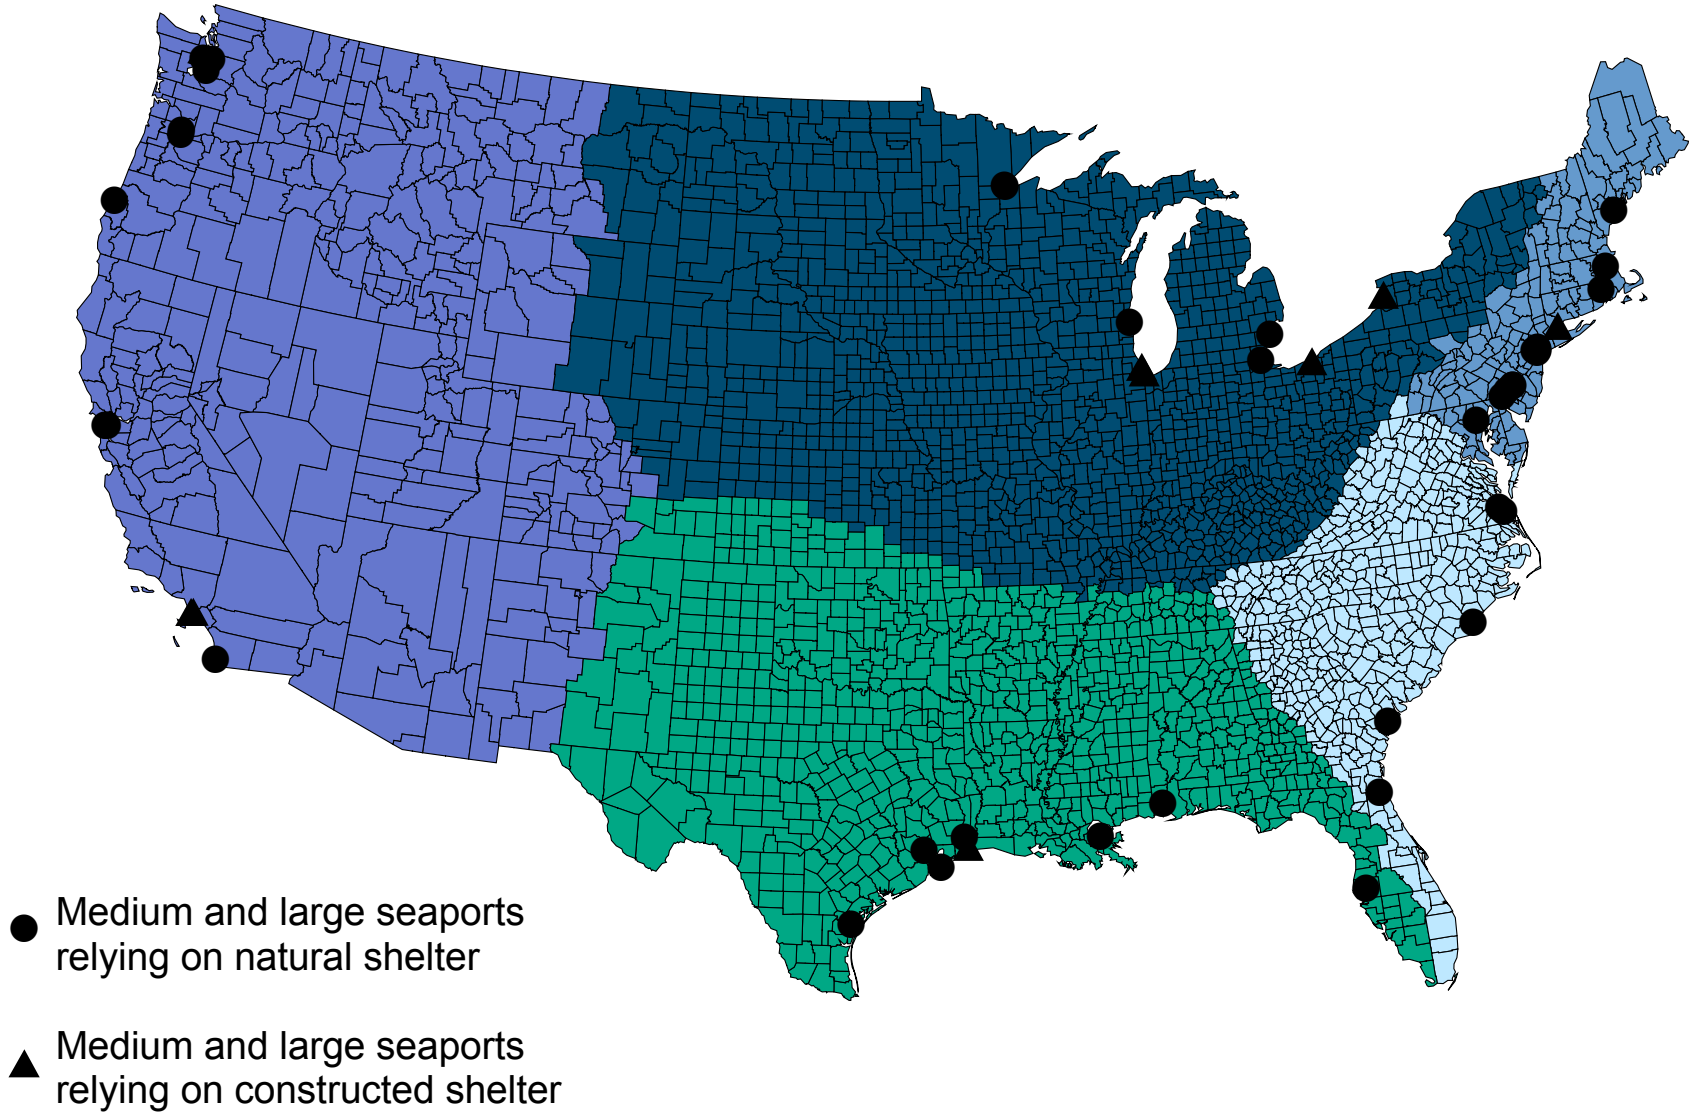 Medium and large seaports
relying on natural shelter
Medium and large seaports
relying on constructed shelter